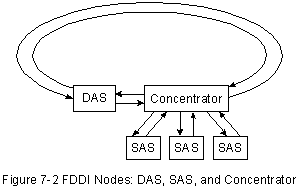 DAS
Concentrator
SAS
SAS
SAS
Figure 7-2 FDDI Nodes: DAS, SAS, and Concentrator